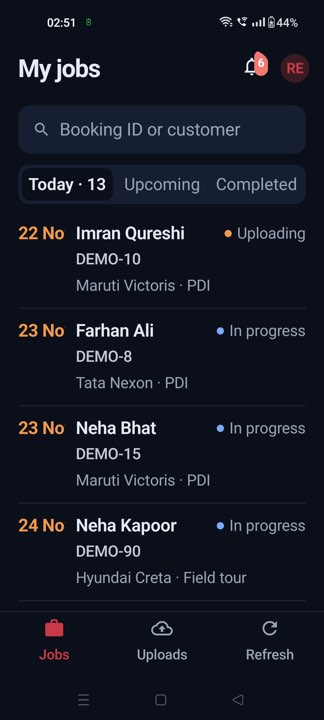 02:51 44%
My jobs 6 RE
Booking ID or customer
Today · 13 Upcoming Completed
22 No Imran Qureshi Uploading
DEMO-10
Maruti Victoris · PDI
23 No Farhan Ali In progress
DEMO-8
Tata Nexon · PDI
23 No Neha Bhat In progress
DEMO-15
Maruti Victoris · PDI
24 No Neha Kapoor In progress
DEMO-90
Hyundai Creta · Field tour
Jobs Uploads Refresh